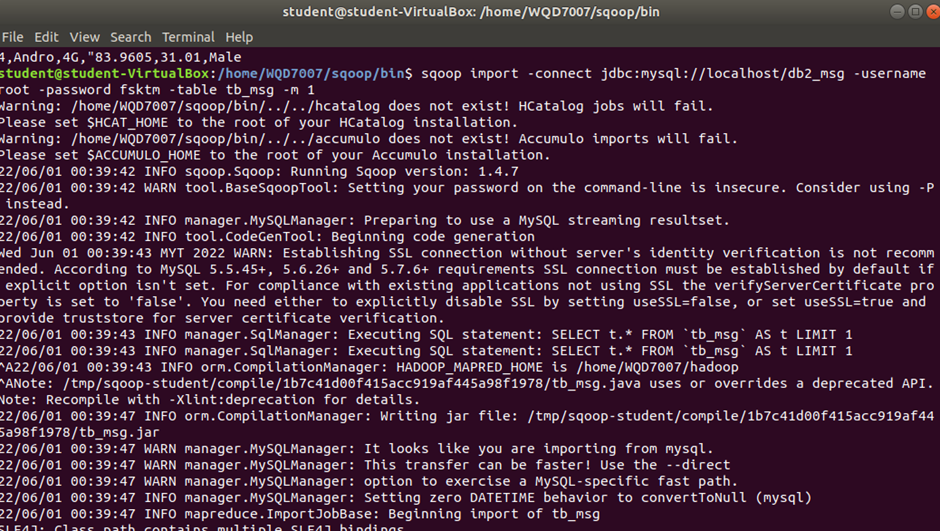 student@student-VirtualBox: /home/WQD7007/sqoop/bin
File Edit View Search Terminal Help
4,Andro,4G,"83.9605,31.01,Male
student@student-VirtualBox:/home/WQD7007/sqoop/bin$ sqoop import -connect jdbc:mysql://localhost/db2_msg -username
root -password fsktm -table tb_msg -m 1
Warning: /home/WQD7007/sqoop/bin/../../hcatalog does not exist! HCatalog jobs will fail.
Please set $HCAT_HOME to the root of your HCatalog installation.
Warning: /home/WQD7007/sqoop/bin/../../accumulo does not exist! Accumulo imports will fail.
Please set $ACCUMULO_HOME to the root of your Accumulo installation.
22/06/01 00:39:42 INFO sqoop.Sqoop: Running Sqoop version: 1.4.7
22/06/01 00:39:42 WARN tool.BaseSqoopTool: Setting your password on the command-line is insecure. Consider using -P
instead.
22/06/01 00:39:42 INFO manager.MySQLManager: Preparing to use a MySQL streaming resultset.
22/06/01 00:39:42 INFO tool.CodeGenTool: Beginning code generation
Wed Jun 01 00:39:43 MYT 2022 WARN: Establishing SSL connection without server's identity verification is not recomm
ended. According to MySQL 5.5.45+, 5.6.26+ and 5.7.6+ requirements SSL connection must be established by default if
explicit option isn't set. For compliance with existing applications not using SSL the verifyServerCertificate pro
perty is set to 'false'. You need either to explicitly disable SSL by setting useSSL=false, or set useSSL=true and
provide truststore for server certificate verification.
22/06/01 00:39:43 INFO manager.SqlManager: Executing SQL statement: SELECT t.* FROM `tb_msg` AS t LIMIT 1
22/06/01 00:39:43 INFO manager.SqlManager: Executing SQL statement: SELECT t.* FROM `tb_msg` AS t LIMIT 1
^A22/06/01 00:39:43 INFO orm.CompilationManager: HADOOP_MAPRED_HOME is /home/WQD7007/hadoop
^ANote: /tmp/sqoop-student/compile/1b7c41d00f415acc919af445a98f1978/tb_msg.java uses or overrides a deprecated API.
Note: Recompile with -Xlint:deprecation for details.
22/06/01 00:39:47 INFO orm.CompilationManager: Writing jar file: /tmp/sqoop-student/compile/1b7c41d00f415acc919af44
5a98f1978/tb_msg.jar
22/06/01 00:39:47 WARN manager.MySQLManager: It looks like you are importing from mysql.
22/06/01 00:39:47 WARN manager.MySQLManager: This transfer can be faster! Use the --direct
22/06/01 00:39:47 WARN manager.MySQLManager: option to exercise a MySQL-specific fast path.
22/06/01 00:39:47 INFO manager.MySQLManager: Setting zero DATETIME behavior to convertToNull (mysql)
22/06/01 00:39:47 INFO mapreduce.ImportJobBase: Beginning import of tb_msg
SLF4J: Class path contains multiple SLF4J bindings